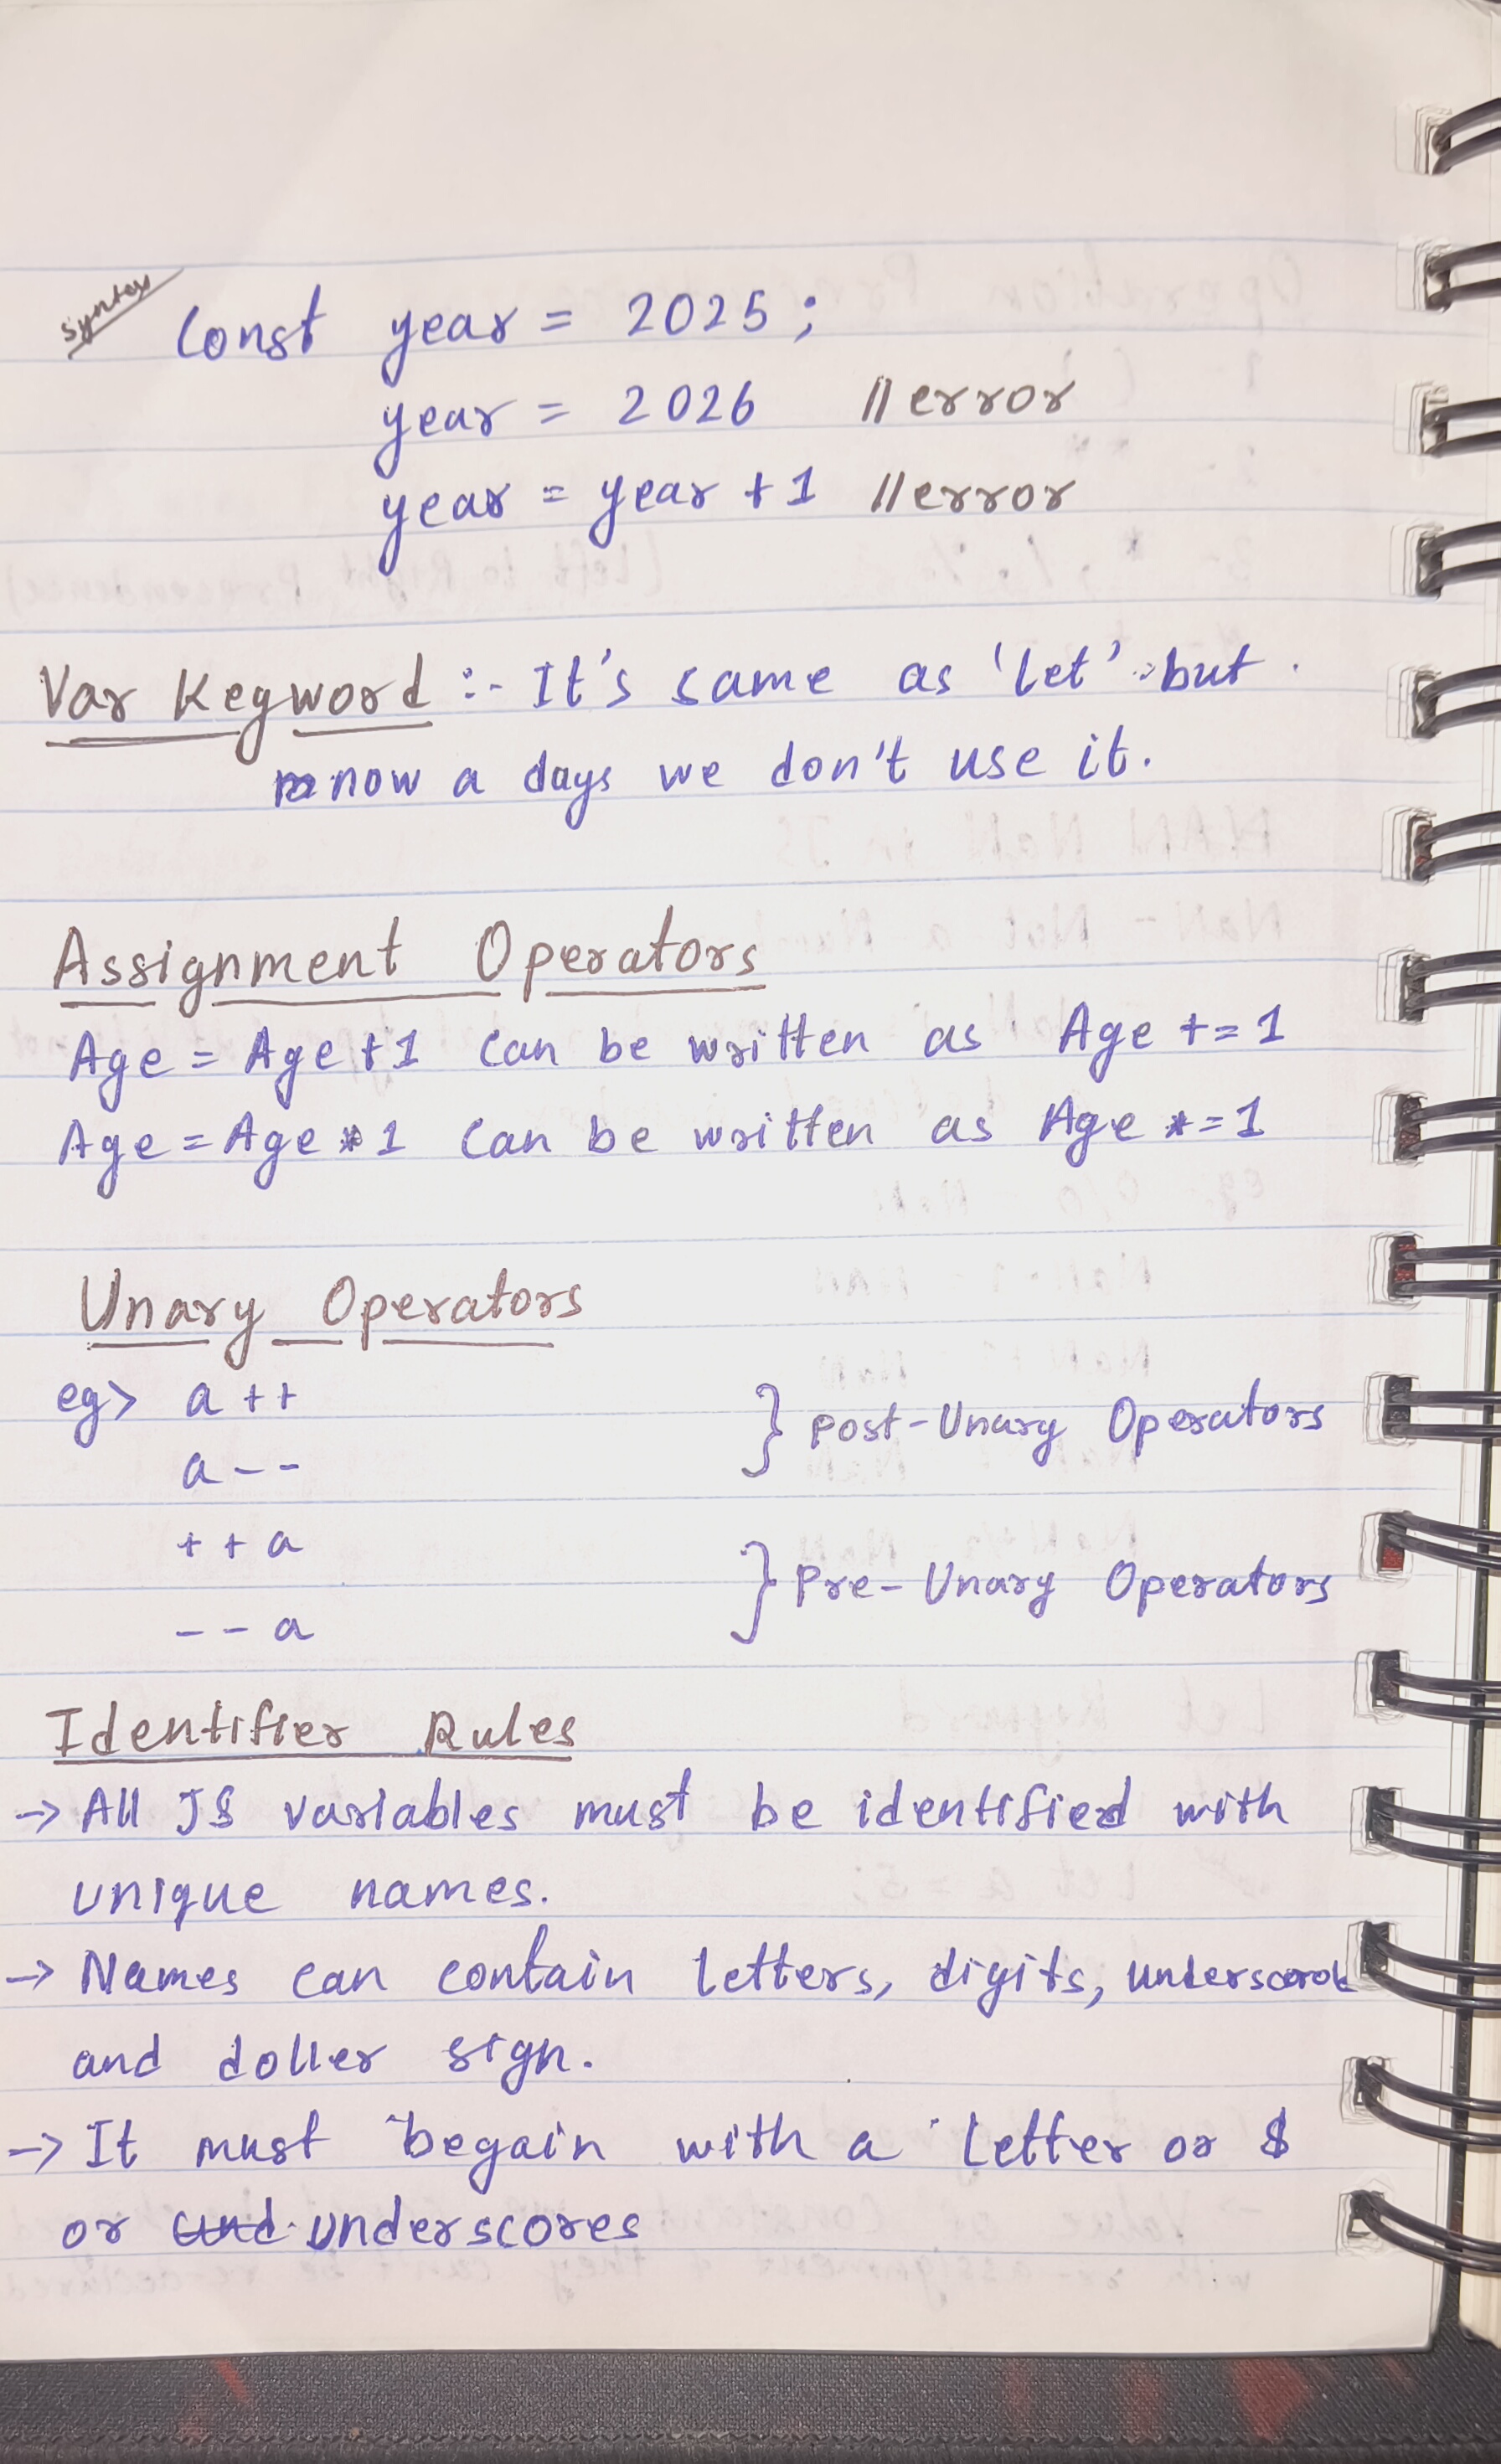 Syntax
Const year = 2025;
year = 2026 //error
year = year + 1 //error
Var Keyword :- It's same as 'let' but
now a days we don't use it.
Assignment Operators
Age = Age + 1 Can be written as Age += 1
Age = Age * 1 Can be written as Age *= 1
Unary Operators
eg> a ++
a -- } Post-Unary Operators
++ a
-- a } Pre-Unary Operators
Identifier Rules
→ All JS variables must be identified with
unique names.
→ Names can contain letters, digits,
and doller sign.
→ It must begain with a letter or $
or underscores